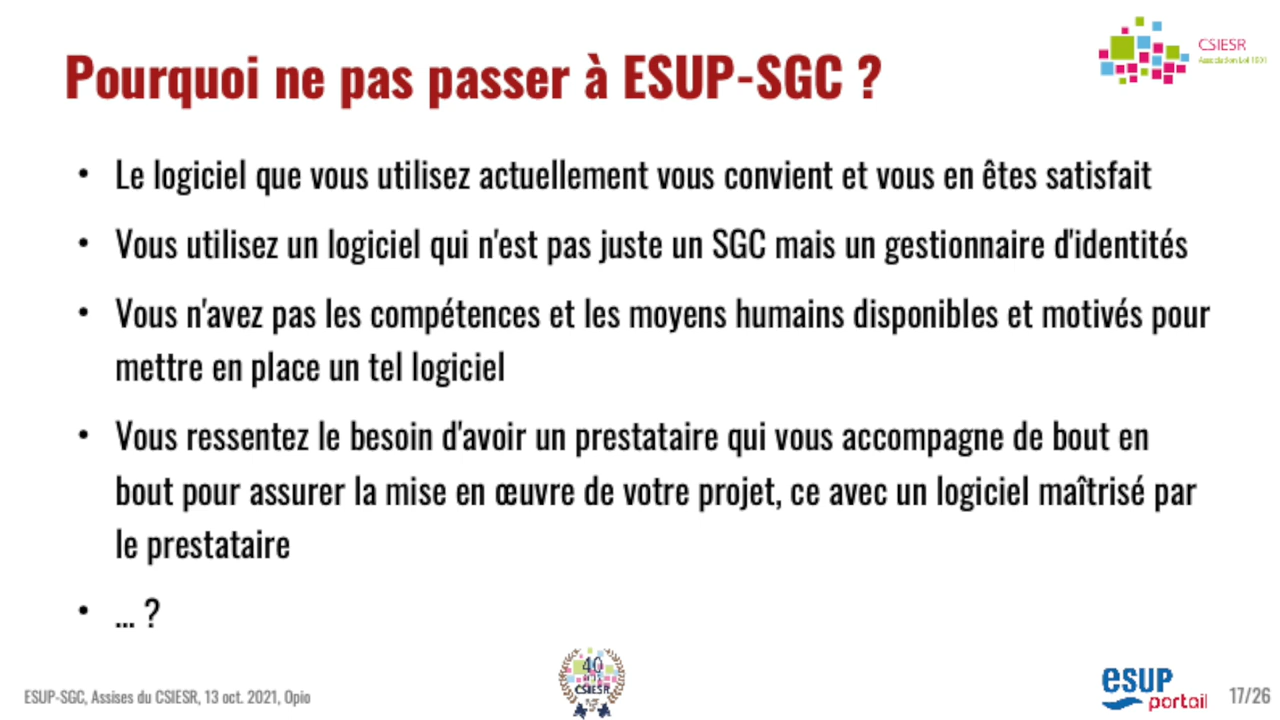 CSIESR
Association Loi 1901
Pourquoi ne pas passer à ESUP-SGC ?
• Le logiciel que vous utilisez actuellement vous convient et vous en êtes satisfait
• Vous utilisez un logiciel qui n'est pas juste un SGC mais un gestionnaire d'identités
• Vous n'avez pas les compétences et les moyens humains disponibles et motivés pour
mettre en place un tel logiciel
• Vous ressentez le besoin d'avoir un prestataire qui vous accompagne de bout en
bout pour assurer la mise en œuvre de votre projet, ce avec un logiciel maîtrisé par
le prestataire
• ... ?
ESUP-SGC, Assises du CSIESR, 13 oct. 2021, Opio
40
ans
CSIESR
esup
portail
17/26